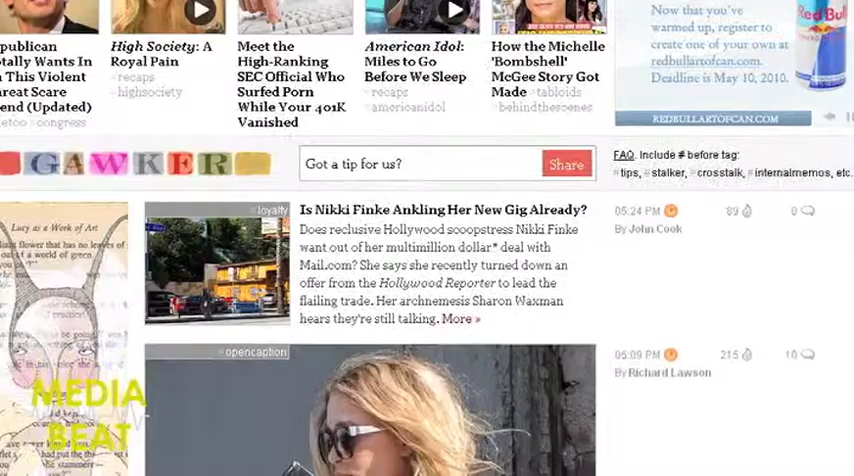 publican
tally Wants In
n This Violent
reat Scare
end (Updated)
#congress
High Society: A
Royal Pain
#recaps
#highsociety
Meet the
High-Ranking
SEC Official Who
Surfed Porn
While Your 401K
Vanished
American Idol:
Miles to Go
Before We Sleep
#recaps
#americanidol
How the Michelle
'Bombshell'
McGee Story Got
Made #tabloids
#behindthescenes
Now that you've
warmed up, register to
create one of your own at
redbullartofcan.com.
Deadline is May 10, 2010.
Red Bull
REDBULLARTOFCAN.COM
GAWKER
Got a tip for us?
Share
FAQ. Include # before tag:
#tips, #stalker, #crosstalk, #internalmemos, etc.
Lucy as a Work of Art
#loyalty
Is Nikki Finke Ankling Her New Gig Already?
Does reclusive Hollywood scoopstress Nikki Finke
want out of her multimillion dollar* deal with
Mail.com? She says she recently turned down an
offer from the Hollywood Reporter to lead the
flailing trade. Her archnemesis Sharon Waxman
hears they're still talking. More »
05:24 PM
89
0
By John Cook
#opencaption
05:09 PM
215
10
By Richard Lawson
MEDIA
BEAT